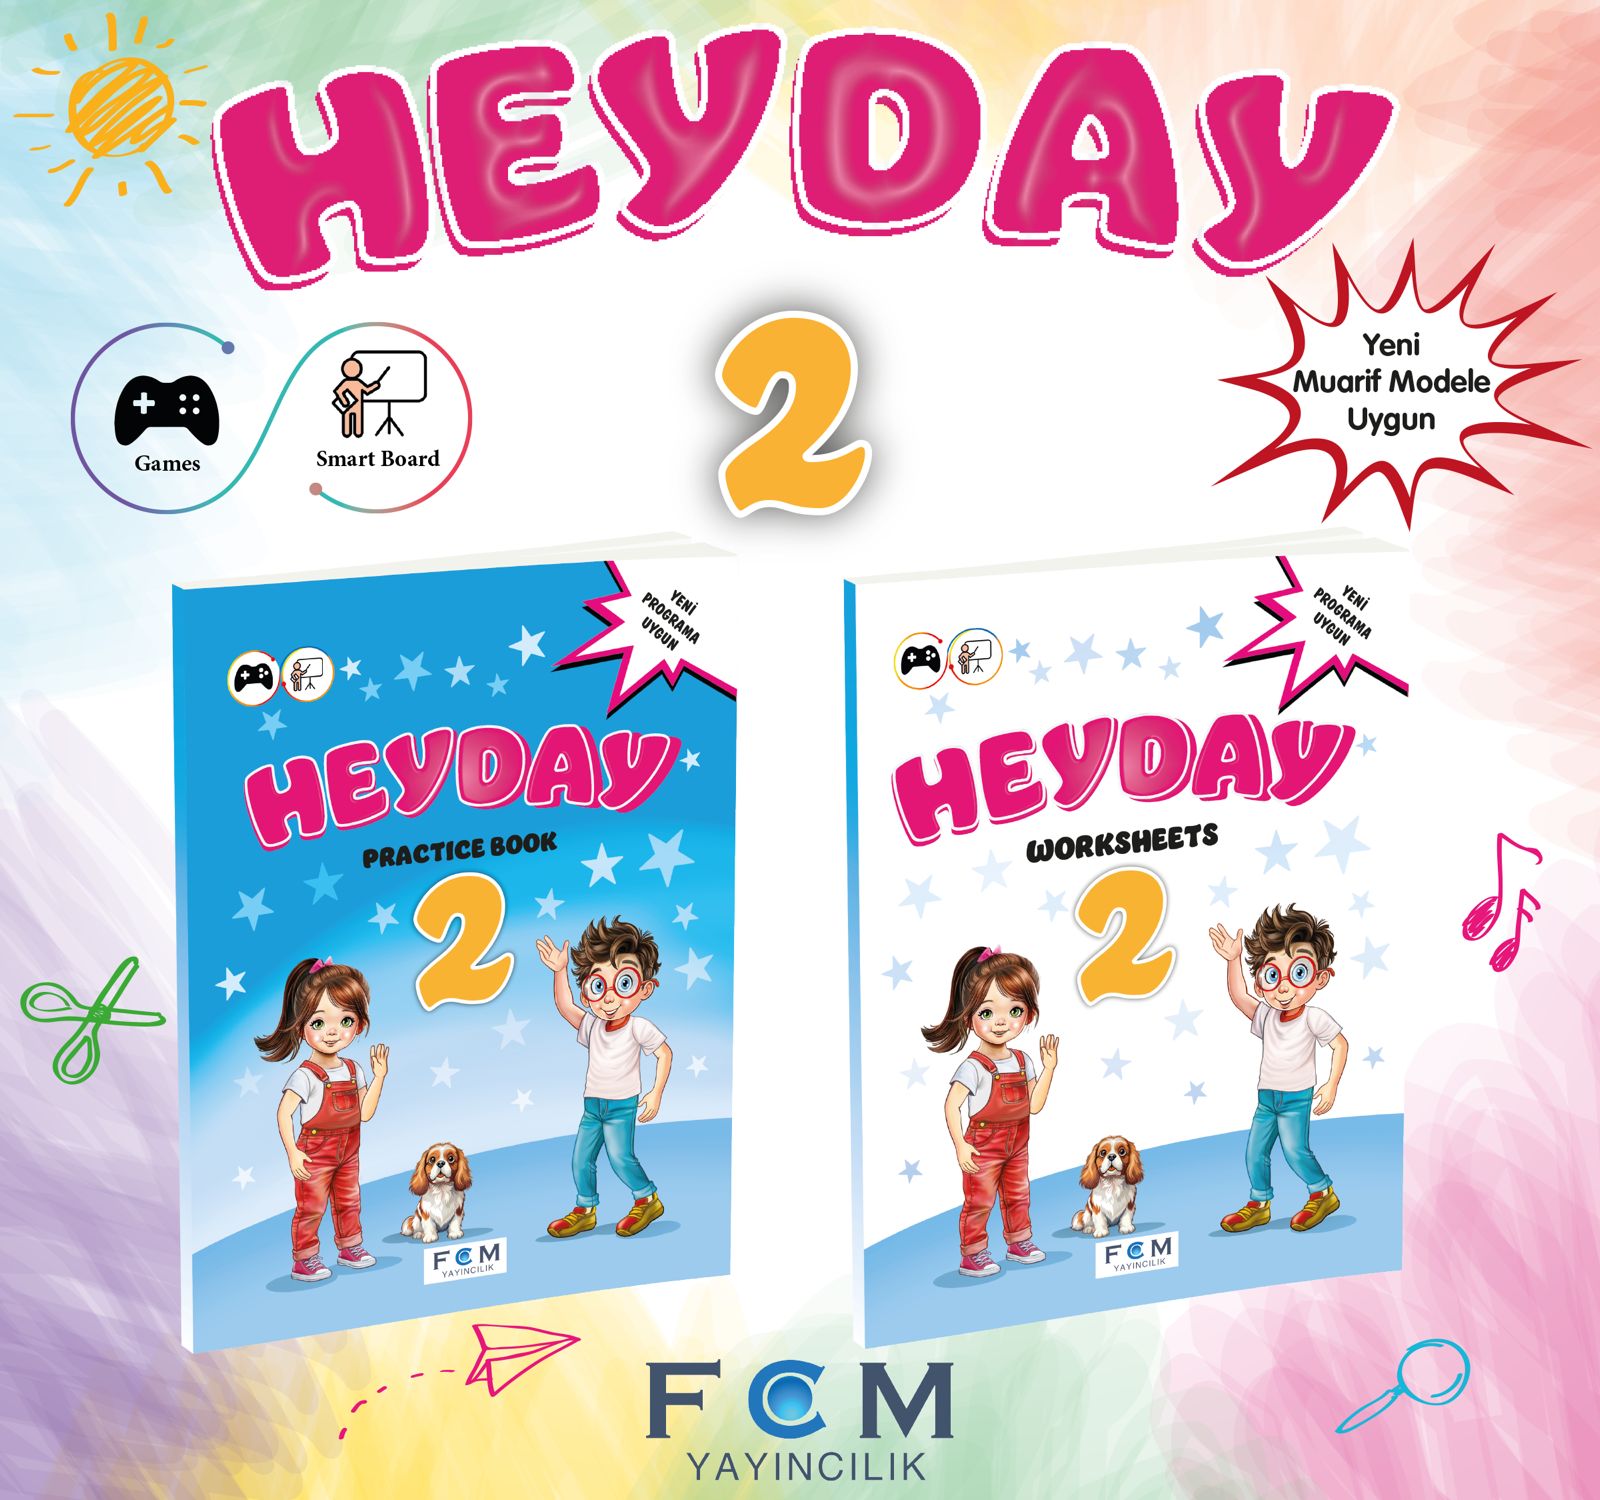 HEYDAY
2
Games
Smart Board
Yeni
Muarif Modele
Uygun
YENİ
PROGRAMA
UYGUN
HEYDAY
PRACTICE BOOK
2
FCM
YAYINCILIK
YENİ
PROGRAMA
UYGUN
HEYDAY
WORKSHEETS
2
FCM
YAYINCILIK
FCM
YAYINCILIK